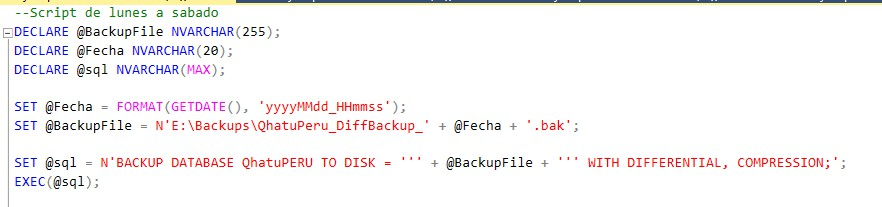 --Script de lunes a sabado
DECLARE @BackupFile NVARCHAR(255);
DECLARE @Fecha NVARCHAR(20);
DECLARE @sql NVARCHAR(MAX);
SET @Fecha = FORMAT(GETDATE(), 'yyyyMMdd_HHmmss');
SET @BackupFile = N'E:\Backups\QhatuPeru_DiffBackup_' + @Fecha + '.bak';
SET @sql = N'BACKUP DATABASE QhatuPERU TO DISK = ''' + @BackupFile + ''' WITH DIFFERENTIAL, COMPRESSION;';
EXEC(@sql);